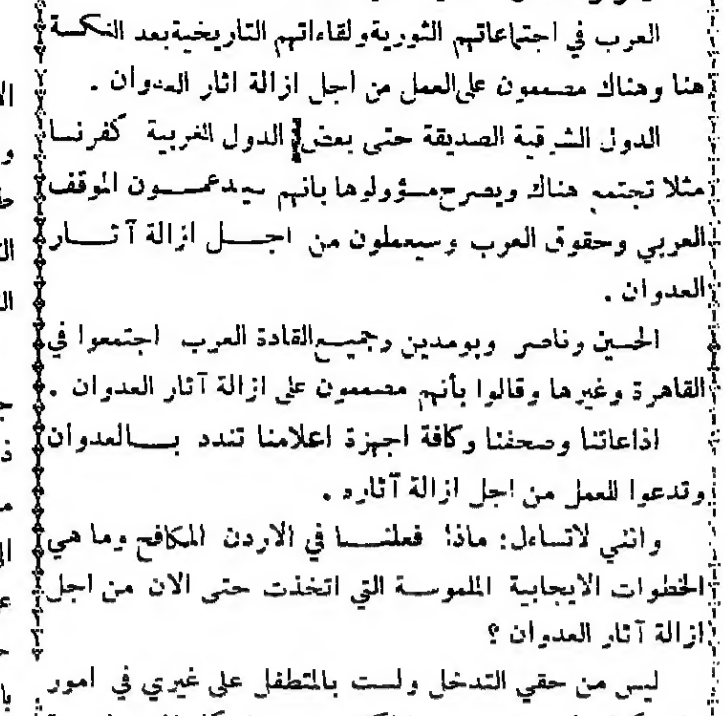 العرب في اجتماعاتهم الثورية ولقاءاتهم التاريخية بعد النكسة
هنا وهناك مصممون على العمل من اجل ازالة اثار العدوان .
الدول الشرقية الصديقة حتى بعض الدول الغربية كفرنسا
مثلا تجتمع هناك ويصرح مسؤولوها بانهم سيدعمون الموقف
العربي وحقوق العرب وسيعملون من اجل ازالة آثار
العدوان .
الحسين وناصر وبومدين وجميع القادة العرب اجتمعوا في
القاهرة وغيرها وقالوا بأنهم مصممون على ازالة آثار العدوان .
اذاعاتنا وصحفنا وكافة اجهزة اعلامنا تندد بالعدوان
وتدعوا للعمل من اجل ازالة آثاره .
وانني لاتساءل: ماذا فعلنا في الاردن المكافح وما هي
الخطوات الايجابية الملموسة التي اتخذت حتى الان من اجل
ازالة آثار العدوان ؟
ليس من حقي التدخل ولست بالمتطفل على غيري في امور